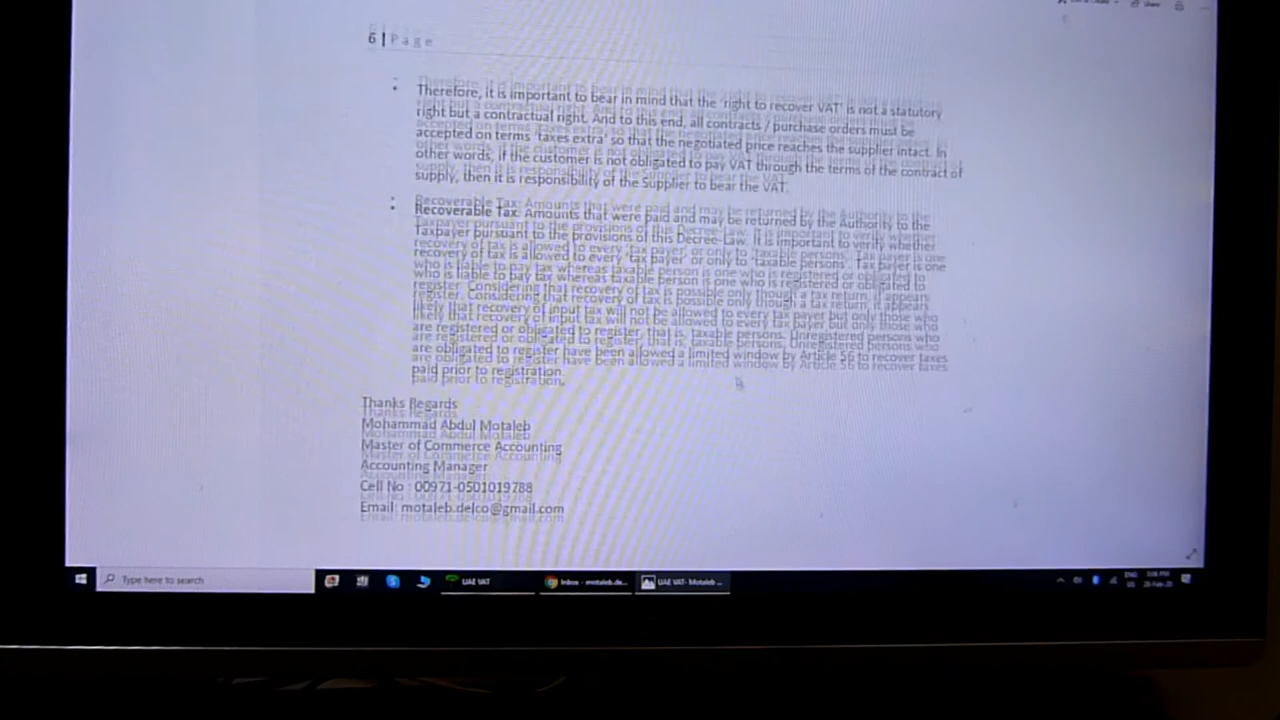 Share
6 | Page
Therefore, it is important to bear in mind that the 'right to recover VAT' is not a statutory
right but a contractual right. And to this end, all contracts / purchase orders must be
accepted on terms 'taxes extra' so that the negotiated price reaches the supplier intact. In
other words, if the customer is not obligated to pay VAT through the terms of the contract of
supply, then it is responsibility of the Supplier to bear the VAT.
Recoverable Tax: Amounts that were paid and may be returned by the Authority to the
Taxpayer pursuant to the provisions of this Decree-Law. It is important to verify whether
recovery of tax is allowed to every 'tax payer' or only to 'taxable persons'. Tax payer is one
who is liable to pay tax whereas taxable person is one who is registered or obligated to
register. Considering that recovery of tax is possible only though a tax return, it appears
likely that recovery of input tax will not be allowed to every tax payer but only those who
are registered or obligated to register, that is, taxable persons. Unregistered persons who
are obligated to register have been allowed a limited window by Article 56 to recover taxes
paid prior to registration.
Thanks Regards
Mohammad Abdul Motaleb
Master of Commerce Accounting
Accounting Manager
Cell No : 00971-0501019788
Email: motaleb.delco@gmail.com
Type here to search
UAE VAT
Inbox - motaleb.de...
UAE VAT- Motaleb ...
ENG
US